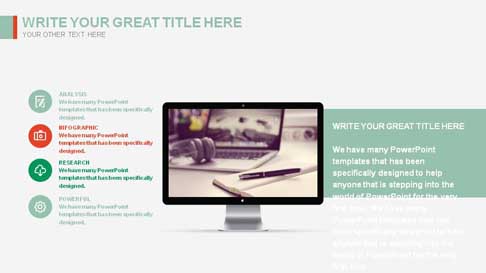 WRITE YOUR GREAT TITLE HERE
YOUR OTHER TEXT HERE
ANALYSIS
We have many PowerPoint
templates that has been specifically
designed.
BIFOGRAPHIC
We have many PowerPoint
templates that has been specifically
designed.
RESEARCH
We have many PowerPoint
templates that has been specifically
designed.
POWERFUL
We have many PowerPoint
templates that has been specifically
designed.
WRITE YOUR GREAT TITLE HERE
We have many PowerPoint
templates that has been
specifically designed to help
anyone that is stepping into the
world of PowerPoint for the very